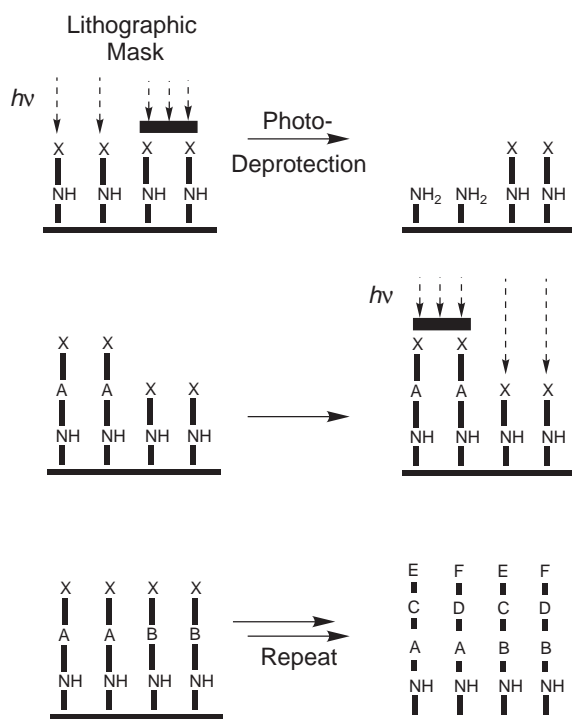 Lithographic
Mask
hν
X X X X
NH NH NH NH
Photo-
Deprotection
X X
NH₂ NH₂ NH NH
X X
A A X X
NH NH NH NH
hν
X X
A A X X
NH NH NH NH
X X X X
A A B B
NH NH NH NH
Repeat
E F E F
C D C D
A A B B
NH NH NH NH